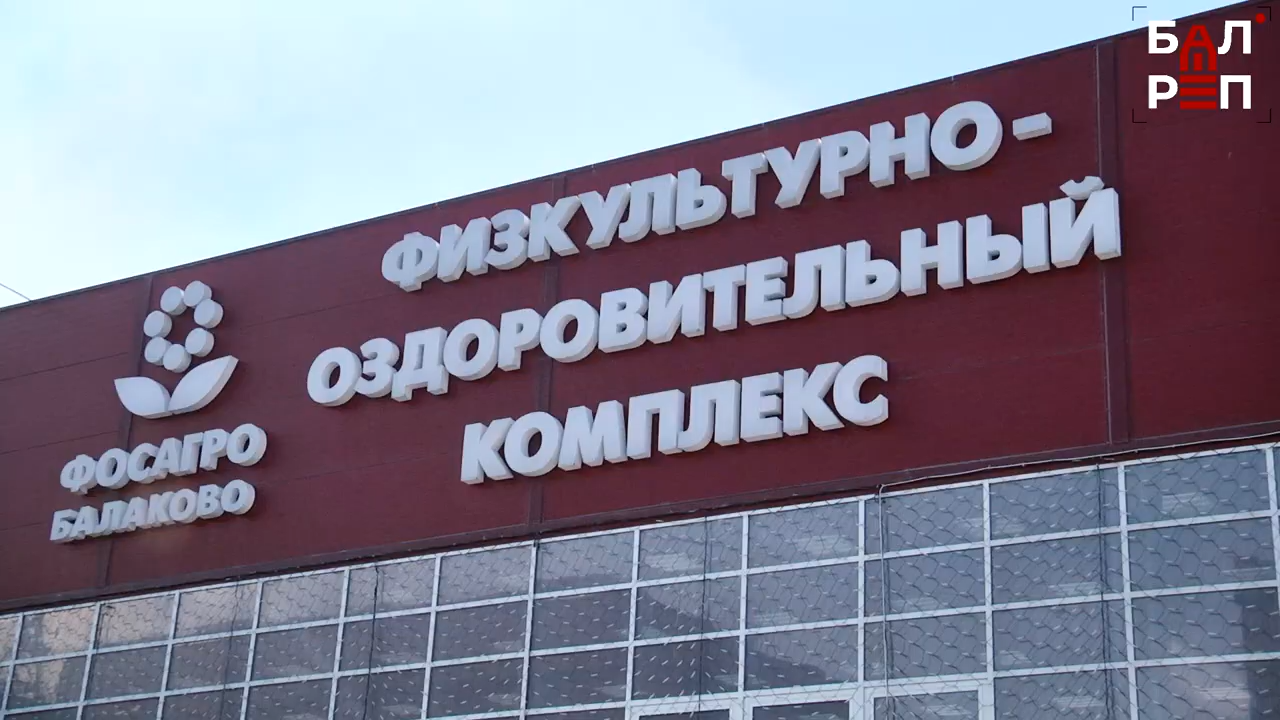 БАЛ
РЕП
ФИЗКУЛЬТУРНО-
ОЗДОРОВИТЕЛЬНЫЙ
КОМПЛЕКС
ФОСАГРО
БАЛАКОВО